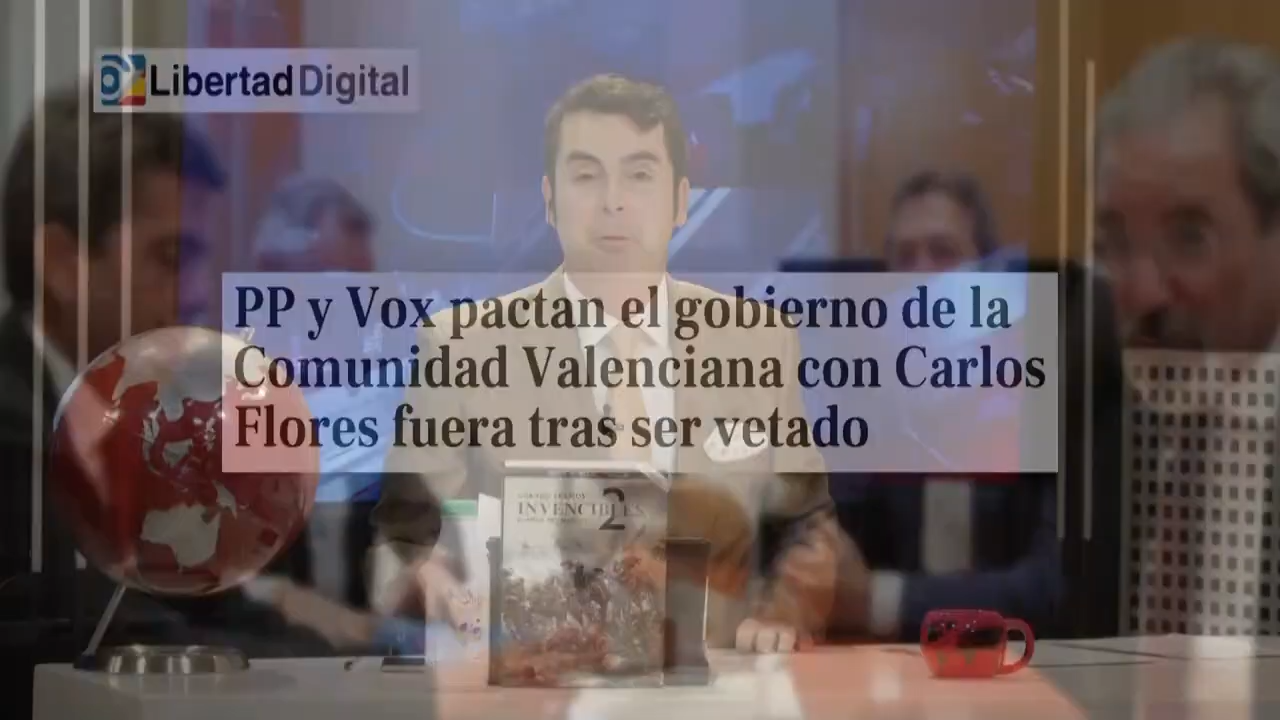 Libertad Digital
PP y Vox pactan el gobierno de la
Comunidad Valenciana con Carlos
Flores fuera tras ser vetado
INVENCIBLES
2